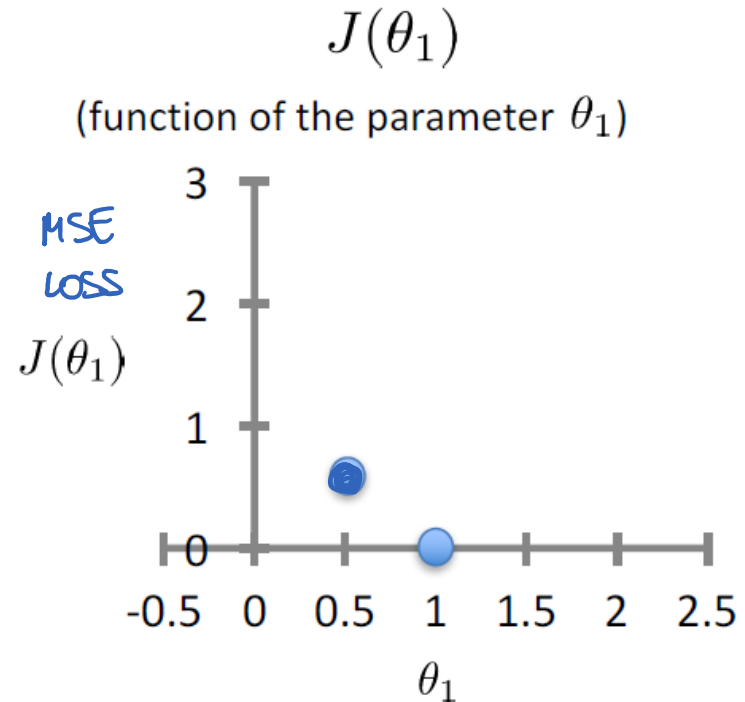 J(θ₁)
(function of the parameter θ₁)
3
MSE
LOSS
2
J(θ₁)
1
0
-0.5 0 0.5 1 1.5 2 2.5
θ₁